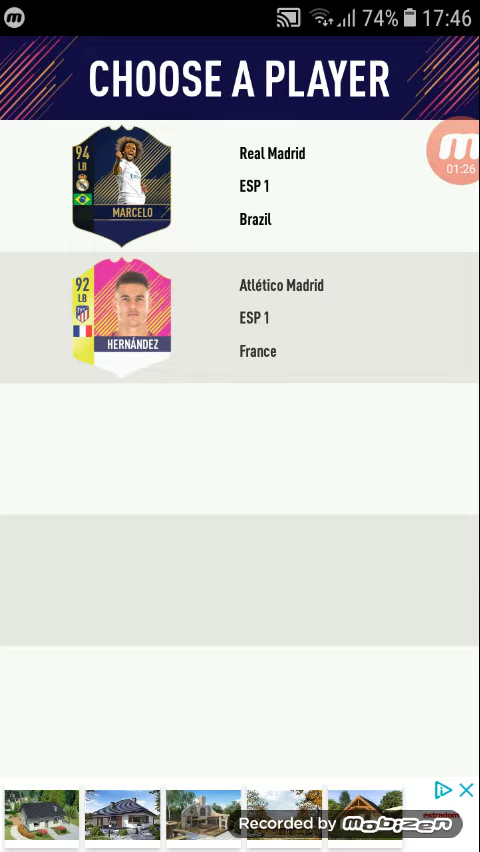 74% 17:46
CHOOSE A PLAYER
94
LB
MARCELO
Real Madrid
ESP 1
Brazil
01:26
92
LB
HERNÁNDEZ
Atlético Madrid
ESP 1
France
extradom
Recorded by mobizen